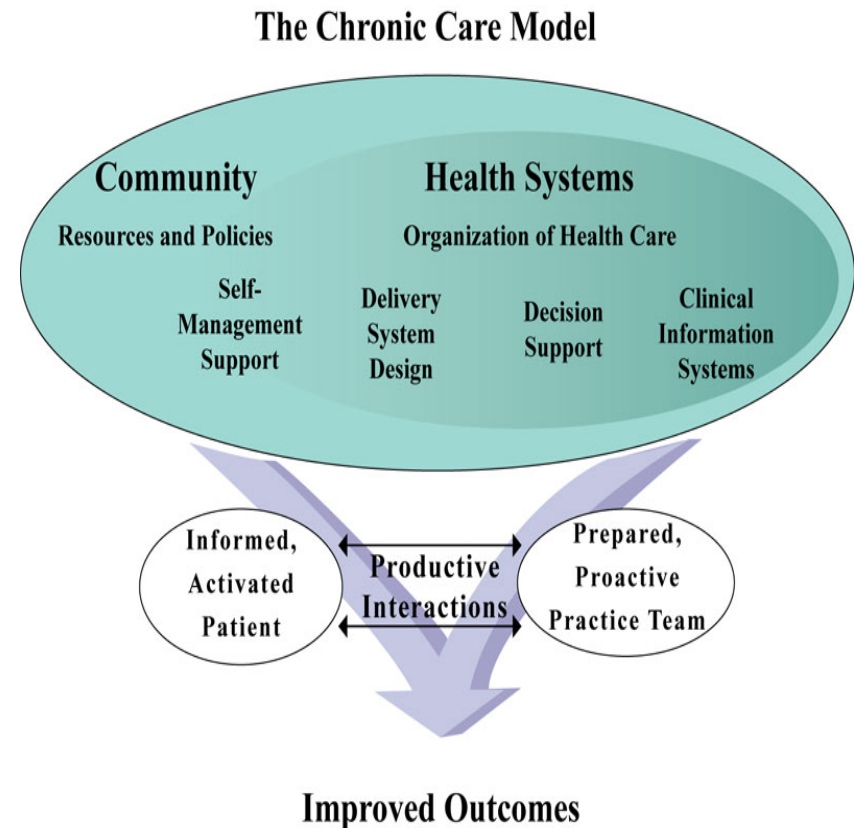 The Chronic Care Model
Community
Health Systems
Resources and Policies
Organization of Health Care
Self-
Management
Support
Delivery
System
Design
Decision
Support
Clinical
Information
Systems
Informed,
Activated
Patient
Productive
Interactions
Prepared,
Proactive
Practice Team
Improved Outcomes